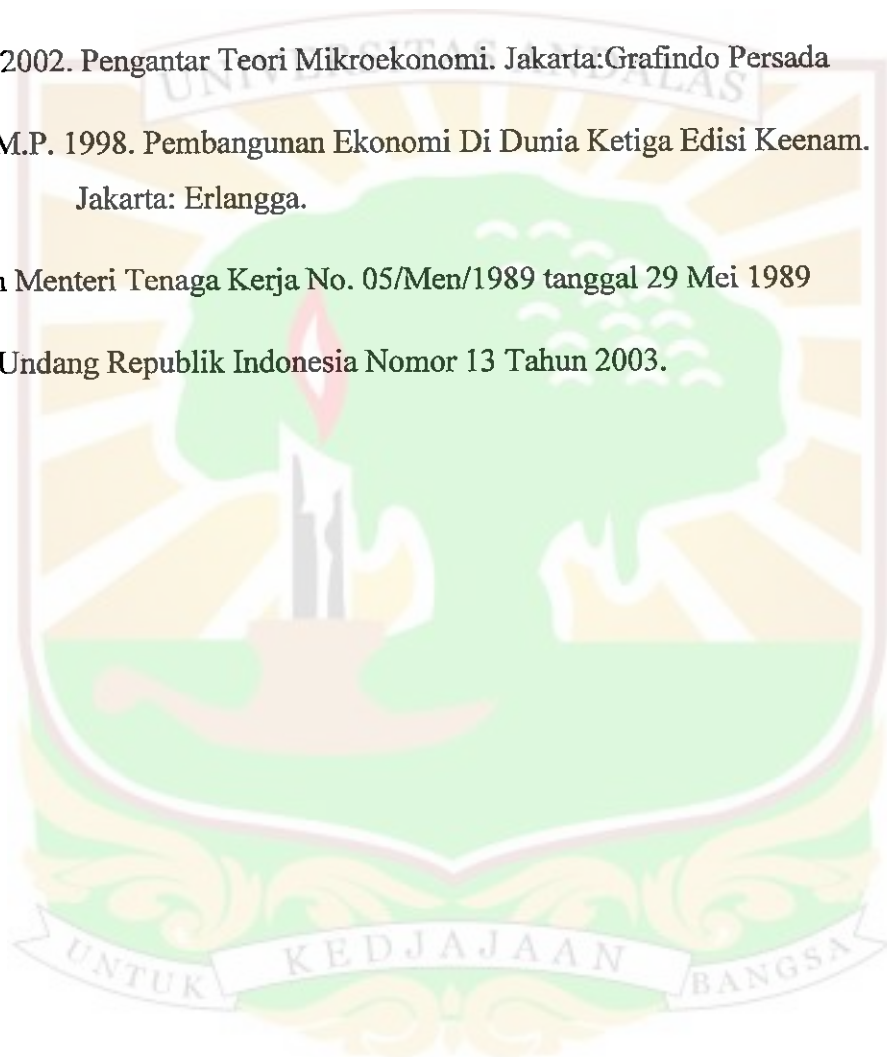 UNIVERSITAS ANDALAS
2002. Pengantar Teori Mikroekonomi. Jakarta:Grafindo Persada
M.P. 1998. Pembangunan Ekonomi Di Dunia Ketiga Edisi Keenam.
Jakarta: Erlangga.
Menteri Tenaga Kerja No. 05/Men/1989 tanggal 29 Mei 1989
Undang Republik Indonesia Nomor 13 Tahun 2003.
UNTUK KEDJAJAAN BANGSA